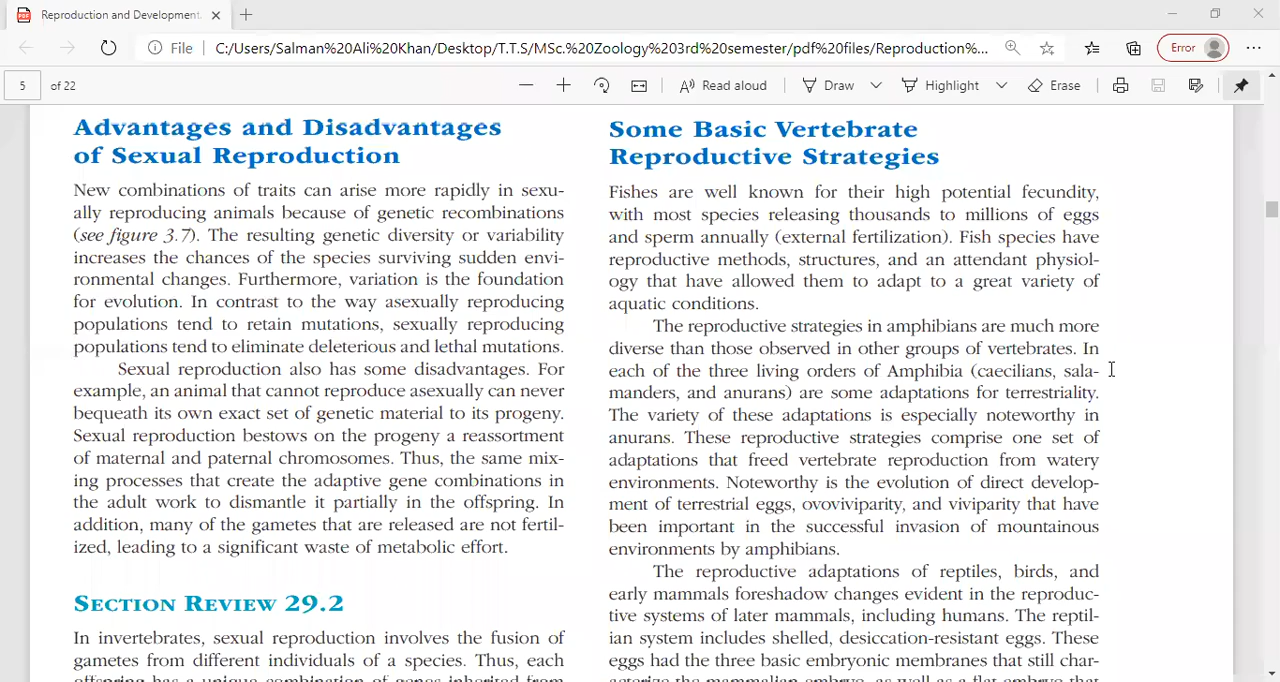 Reproduction and Development.
File
C:/Users/Salman%20Ali%20Khan/Desktop/T.T.S/MSc.%20Zoology%203rd%20semester/pdf%20files/Reproduction%...
Error
5 of 22
Read aloud
Draw
Highlight
Erase
Advantages and Disadvantages
of Sexual Reproduction
New combinations of traits can arise more rapidly in sexu-
ally reproducing animals because of genetic recombinations
(see figure 3.7). The resulting genetic diversity or variability
increases the chances of the species surviving sudden envi-
ronmental changes. Furthermore, variation is the foundation
for evolution. In contrast to the way asexually reproducing
populations tend to retain mutations, sexually reproducing
populations tend to eliminate deleterious and lethal mutations.
Sexual reproduction also has some disadvantages. For
example, an animal that cannot reproduce asexually can never
bequeath its own exact set of genetic material to its progeny.
Sexual reproduction bestows on the progeny a reassortment
of maternal and paternal chromosomes. Thus, the same mix-
ing processes that create the adaptive gene combinations in
the adult work to dismantle it partially in the offspring. In
addition, many of the gametes that are released are not fertil-
ized, leading to a significant waste of metabolic effort.
SECTION REVIEW 29.2
In invertebrates, sexual reproduction involves the fusion of
gametes from different individuals of a species. Thus, each
offspring has a unique combination of genes inherited from
Some Basic Vertebrate
Reproductive Strategies
Fishes are well known for their high potential fecundity,
with most species releasing thousands to millions of eggs
and sperm annually (external fertilization). Fish species have
reproductive methods, structures, and an attendant physiol-
ogy that have allowed them to adapt to a great variety of
aquatic conditions.
The reproductive strategies in amphibians are much more
diverse than those observed in other groups of vertebrates. In
each of the three living orders of Amphibia (caecilians, sala-
manders, and anurans) are some adaptations for terrestriality.
The variety of these adaptations is especially noteworthy in
anurans. These reproductive strategies comprise one set of
adaptations that freed vertebrate reproduction from watery
environments. Noteworthy is the evolution of direct develop-
ment of terrestrial eggs, ovoviviparity, and viviparity that have
been important in the successful invasion of mountainous
environments by amphibians.
The reproductive adaptations of reptiles, birds, and
early mammals foreshadow changes evident in the reproduc-
tive systems of later mammals, including humans. The reptil-
ian system includes shelled, desiccation-resistant eggs. These
eggs had the three basic embryonic membranes that still char-
acterize the mammalian embryo, as well as a flat embryo that